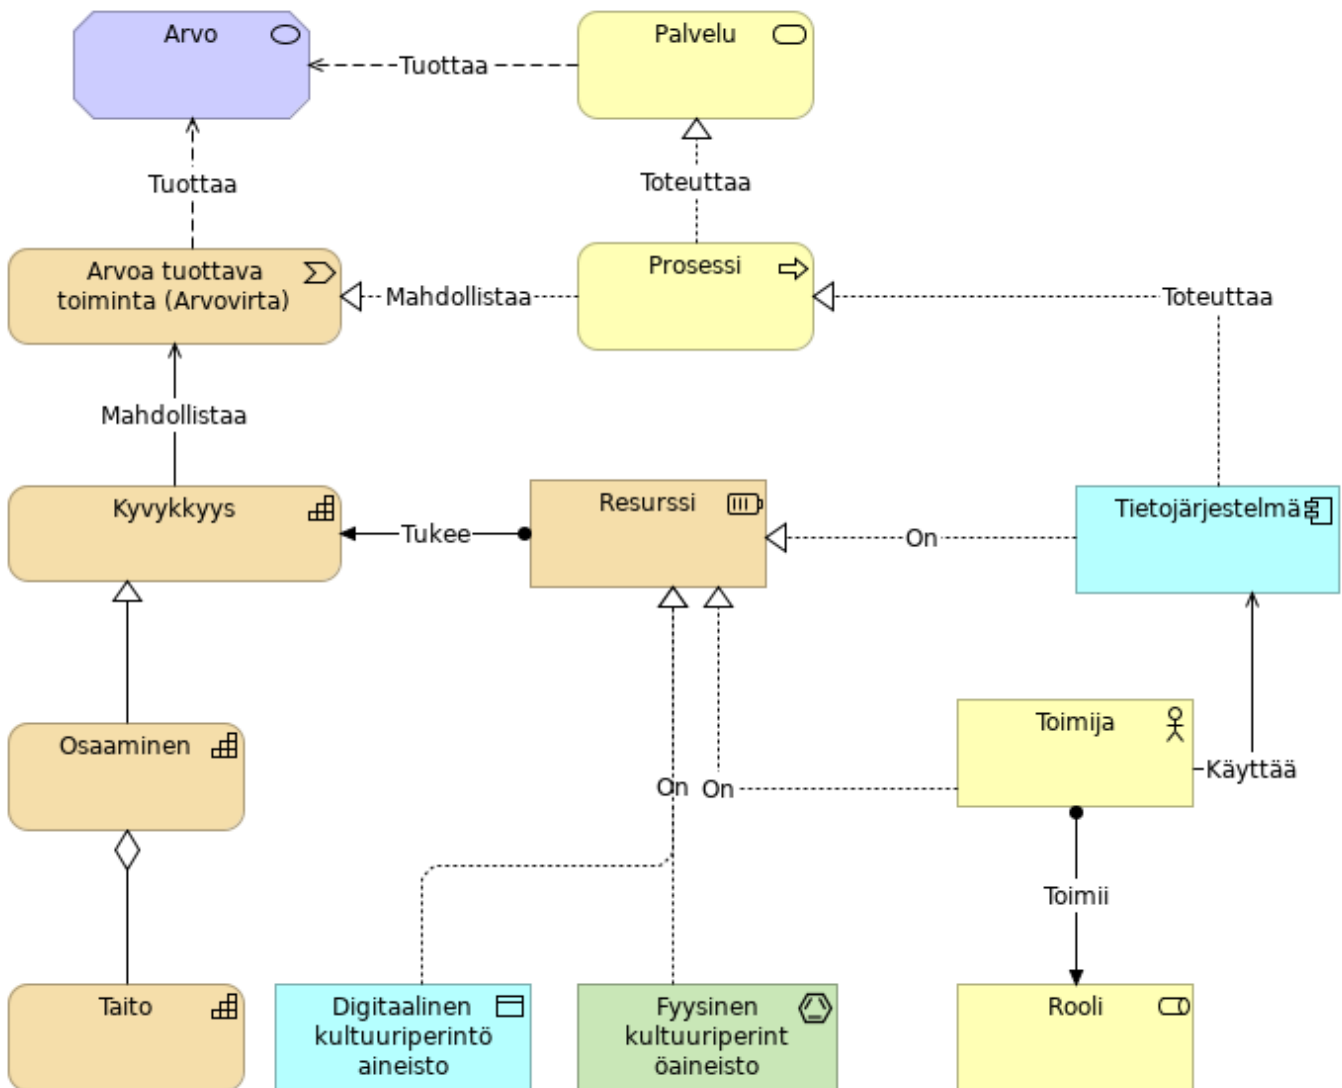 Arvo
Palvelu
Tuottaa
Tuottaa
Toteuttaa
Arvoa tuottava
toiminta (Arvovirta)
Mahdollistaa
Prosessi
Toteuttaa
Mahdollistaa
Kyvykkyys
Tukee
Resurssi
On
Tietojärjestelmä
Osaaminen
Toimija
Käyttää
On
On
Toimii
Taito
Digitaalinen
kultuuriperintö
aineisto
Fyysinen
kultuuriperint
öaineisto
Rooli